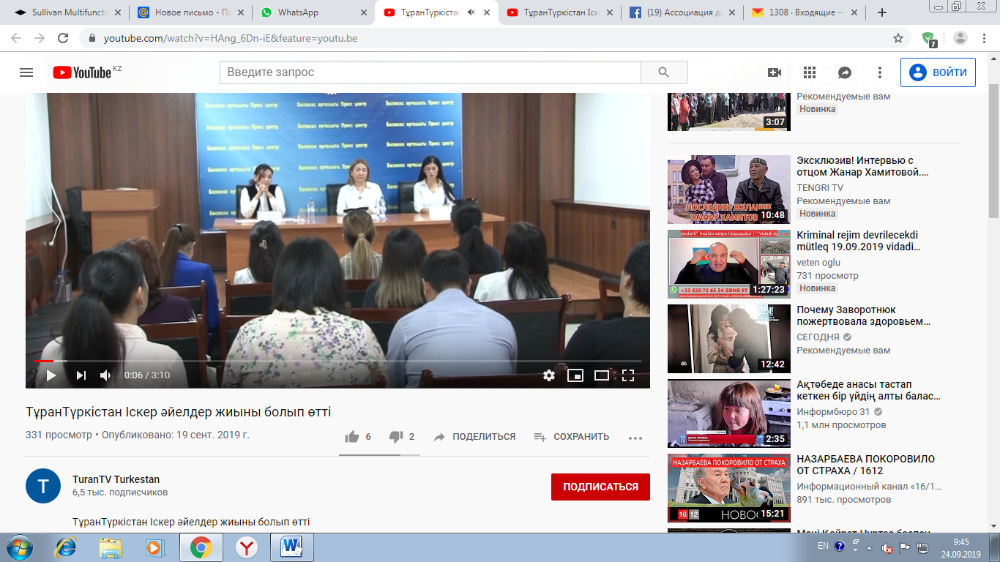 Sullivan Multifuncti
Новое письмо - По
WhatsApp
ТұранТүркістан
ТұранТүркістан Іске
(19) Ассоциация д
1308 · Входящие —
youtube.com/watch?v=HAng_6Dn-iE&feature=youtu.be
7
YouTube KZ
Введите запрос
ВОЙТИ
Баспасөз орталығы Пресс центр
ТұранТүркістан Іскер әйелдер жиыны болып өтті
0:06 / 3:10
331 просмотр • Опубликовано: 19 сент. 2019 г.
6
2
ПОДЕЛИТЬСЯ
СОХРАНИТЬ
T
TuranTV Turkestan
6,5 тыс. подписчиков
ПОДПИСАТЬСЯ
ТұранТүркістан Іскер әйелдер жиыны болып өтті
3:07
Рекомендуемые вам
Новинка
ПОСЛЕДНЕЕ ЖЕЛАНИЕ
ЖАНАР ХАМИТОВ
10:48
Эксклюзив! Интервью с
отцом Жанар Хамитовой....
TENGRI TV
Рекомендуемые вам
Новинка
+33 658 72 65 34 ZƏNG ET
1:27:23
Kriminal rejim devrilecekdi
mütleq 19.09.2019 vidadi...
veten oglu
731 просмотр
Новинка
12:42
Почему Заворотнюк
пожертвовала здоровьем...
СЕГОДНЯ
Рекомендуемые вам
2:35
Ақтөбеде анасы тастап
кеткен бір үйдің алты балас...
Информбюро 31
1,1 млн просмотров
НАЗАРБАЕВА ПОКОРОВИЛО
ОТ СТРАХА
16 12
НОВОС
15:21
НАЗАРБАЕВА ПОКОРОВИЛО
ОТ СТРАХА / 1612
Информационный канал «16/1...
891 тыс. просмотров
EN
9:45
24.09.2019